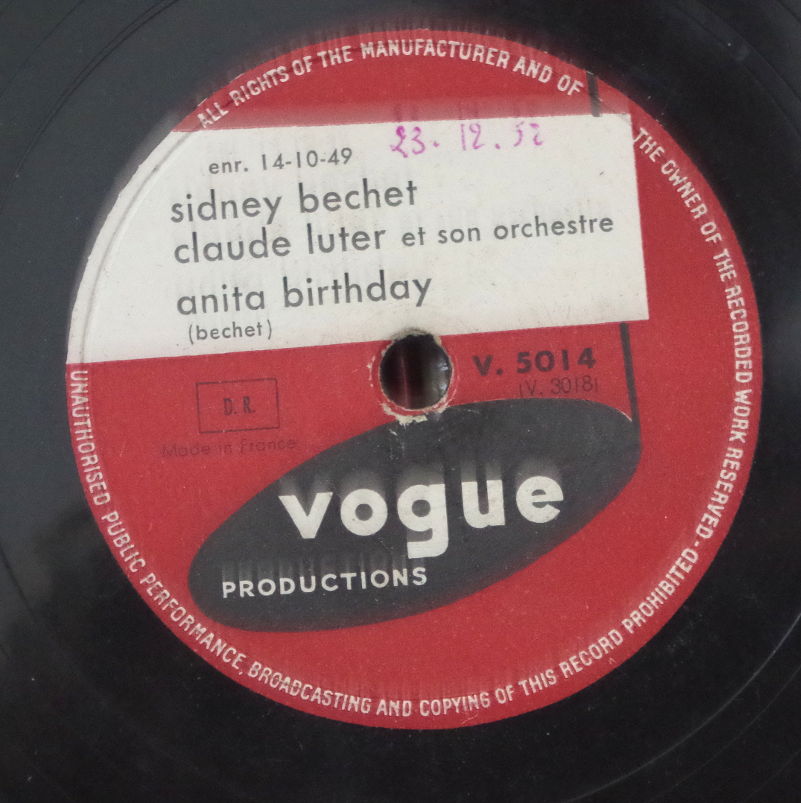 ALL RIGHTS OF THE MANUFACTURER AND OF THE OWNER OF THE RECORDED WORK RESERVED - UNAUTHORISED PUBLIC PERFORMANCE, BROADCASTING AND COPYING OF THIS RECORD PROHIBITED
23.12.52
enr. 14-10-49
sidney bechet
claude luter et son orchestre
anita birthday
(bechet)
V. 5014
(V. 3018)
D. R.
Made in France
vogue
PRODUCTIONS